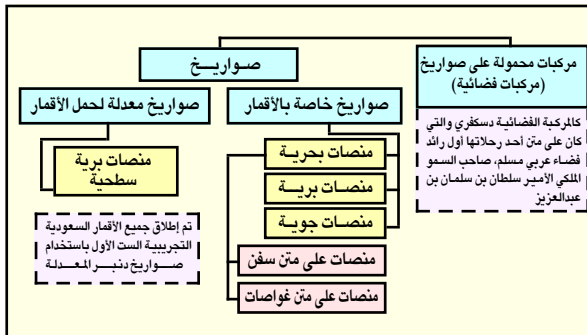 مركبات محمولة على صواريخ
(مركبات فضائية)
صواريخ
كالمركبة الفضائية دسكفري والتي
كان على متن أحد رحلاتها أول رائد
فضاء عربي مسلم، صاحب السمو
الملكي الأمير سلطان بن سلمان بن
عبدالعزيز
صواريخ خاصة بالأقمار
صواريخ معدلة لحمل الأقمار
منصات بحرية
منصات برية
منصات جوية
منصات على متن سفن
منصات على متن غواصات
منصات برية
سطحية
تم إطلاق جميع الأقمار السعودية
التجريبية الست الأول باستخدام
صواريخ دنبر المعدلة